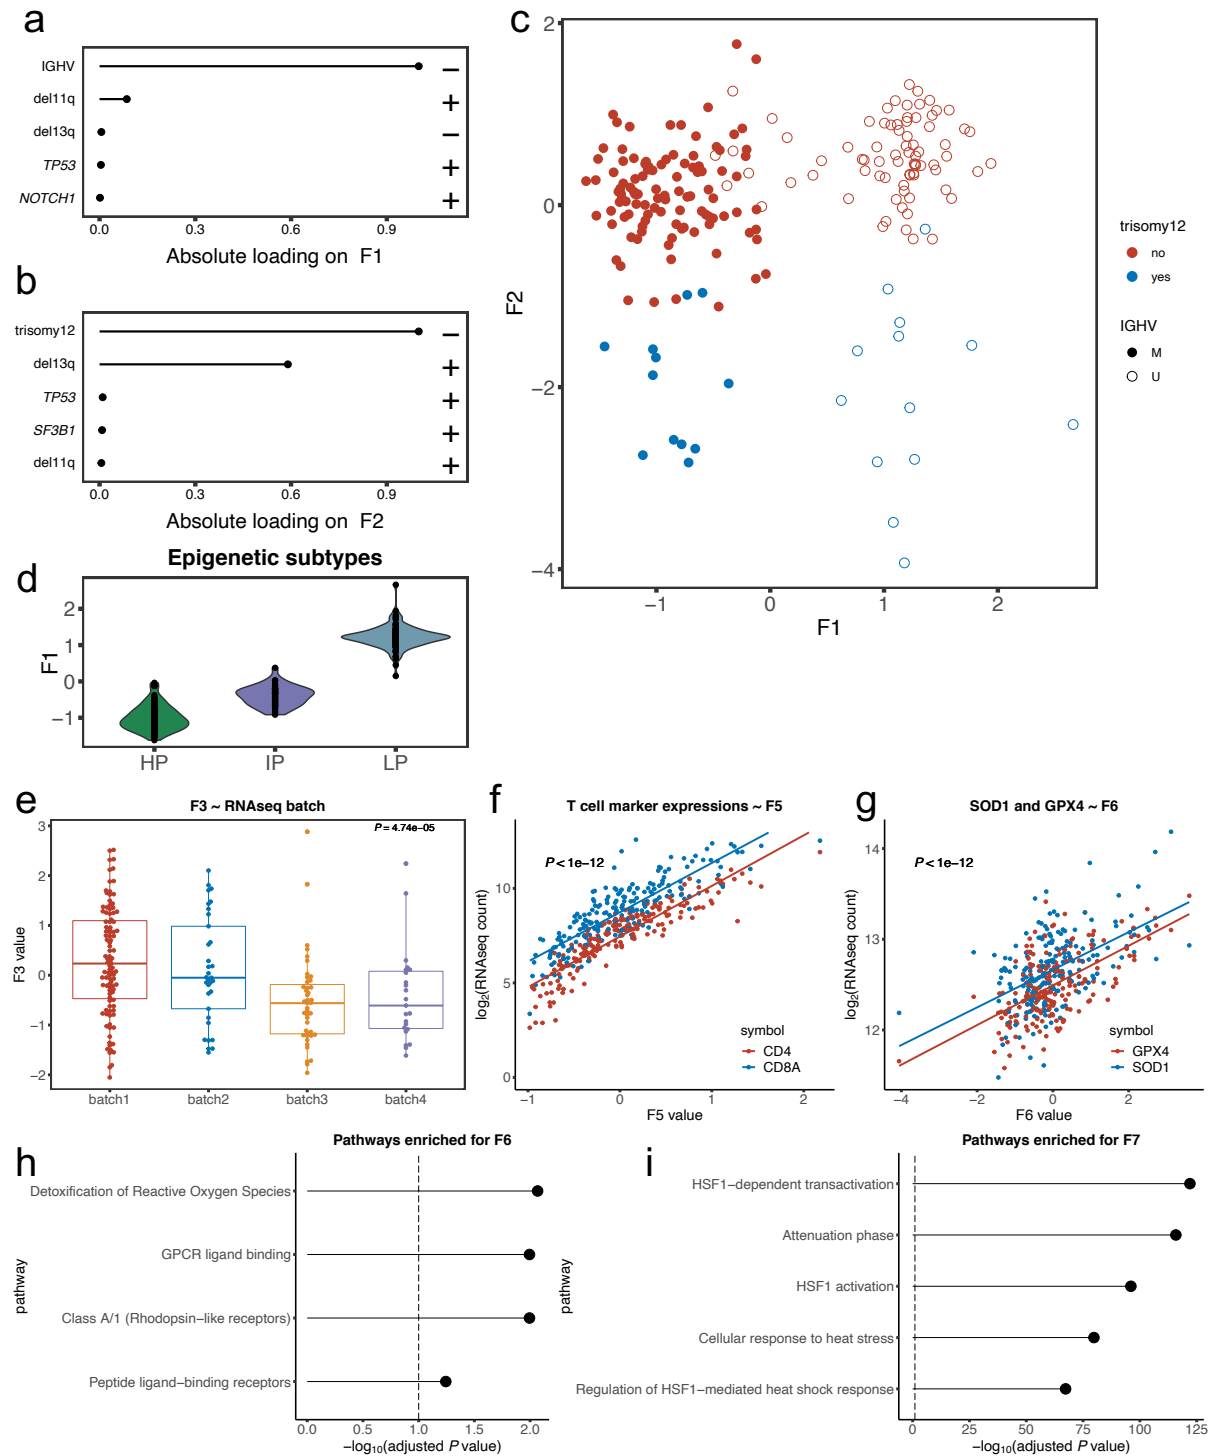 a
IGHV −
del11q +
del13q −
TP53 +
NOTCH1 +
0.0 0.3 0.6 0.9
Absolute loading on F1
b
trisomy12 −
del13q +
TP53 +
SF3B1 +
del11q +
0.0 0.3 0.6 0.9
Absolute loading on F2
c
2
0
−2
−4
F2
−1 0 1 2
F1
trisomy12
no
yes
IGHV
M
U
d
Epigenetic subtypes
2
1
0
−1
F1
HP IP LP
e
F3 ~ RNAseq batch
P = 4.74e−05
3
2
1
0
−1
−2
F3 value
batch1 batch2 batch3 batch4
f
T cell marker expressions ~ F5
P < 1e−12
10
5
0
log2(RNAseq count)
symbol
CD4
CD8A
−1 0 1 2
F5 value
g
SOD1 and GPX4 ~ F6
P < 1e−12
14
13
12
log2(RNAseq count)
symbol
GPX4
SOD1
−4 −2 0 2
F6 value
h
Pathways enriched for F6
Detoxification of Reactive Oxygen Species
GPCR ligand binding
Class A/1 (Rhodopsin−like receptors)
Peptide ligand−binding receptors
pathway
0.0 0.5 1.0 1.5 2.0
−log10(adjusted P value)
i
Pathways enriched for F7
HSF1−dependent transactivation
Attenuation phase
HSF1 activation
Cellular response to heat stress
Regulation of HSF1−mediated heat shock response
pathway
0 25 50 75 100 125
−log10(adjusted P value)